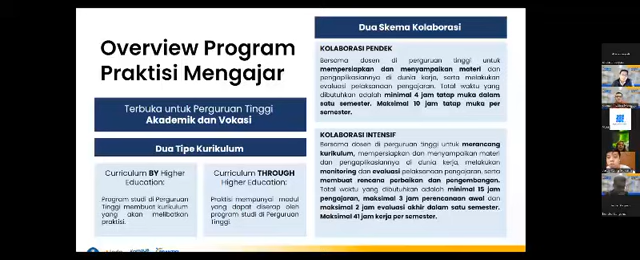 Overview Program
Praktisi Mengajar
Terbuka untuk Perguruan Tinggi
Akademik dan Vokasi
Dua Tipe Kurikulum
Curriculum BY Higher
Education:
Program studi di Perguruan
Tinggi membuat kurikulum
yang akan melibatkan
praktisi.
Curriculum THROUGH
Higher Education:
Praktisi mempunyai modul
yang dapat diserap oleh
program studi di Perguruan
Tinggi
Dua Skema Kolaborasi
KOLABORASI PENDEK
Bersama dosen di perguruan tinggi untuk
mempersiapkan dan menyampaikan materi dan
pengaplikasiannya di dunia kerja, serta melakukan
evaluasi pelaksanaan pengajaran. Total waktu yang
dibutuhkan adalah minimal 4 jam tatap muka dalam
satu semester. Maksimal 10 jam tatap muka per
semester.
KOLABORASI INTENSIF
Bersama dosen di perguruan tinggi untuk merancang
kurikulum, mempersiapkan dan menyampaikan materi
dan pengaplikasiannya di dunia kerja, melakukan
monitoring dan evaluasi pelaksanaan pengajaran, serta
membuat rencana perbaikan dan pengembangan.
Total waktu yang dibutuhkan adalah minimal 15 jam
pengajaran, maksimal 3 jam perencanaan awal dan
maksimal 2 jam evaluasi akhir dalam satu semester.
Maksimal 41 jam kerja per semester.